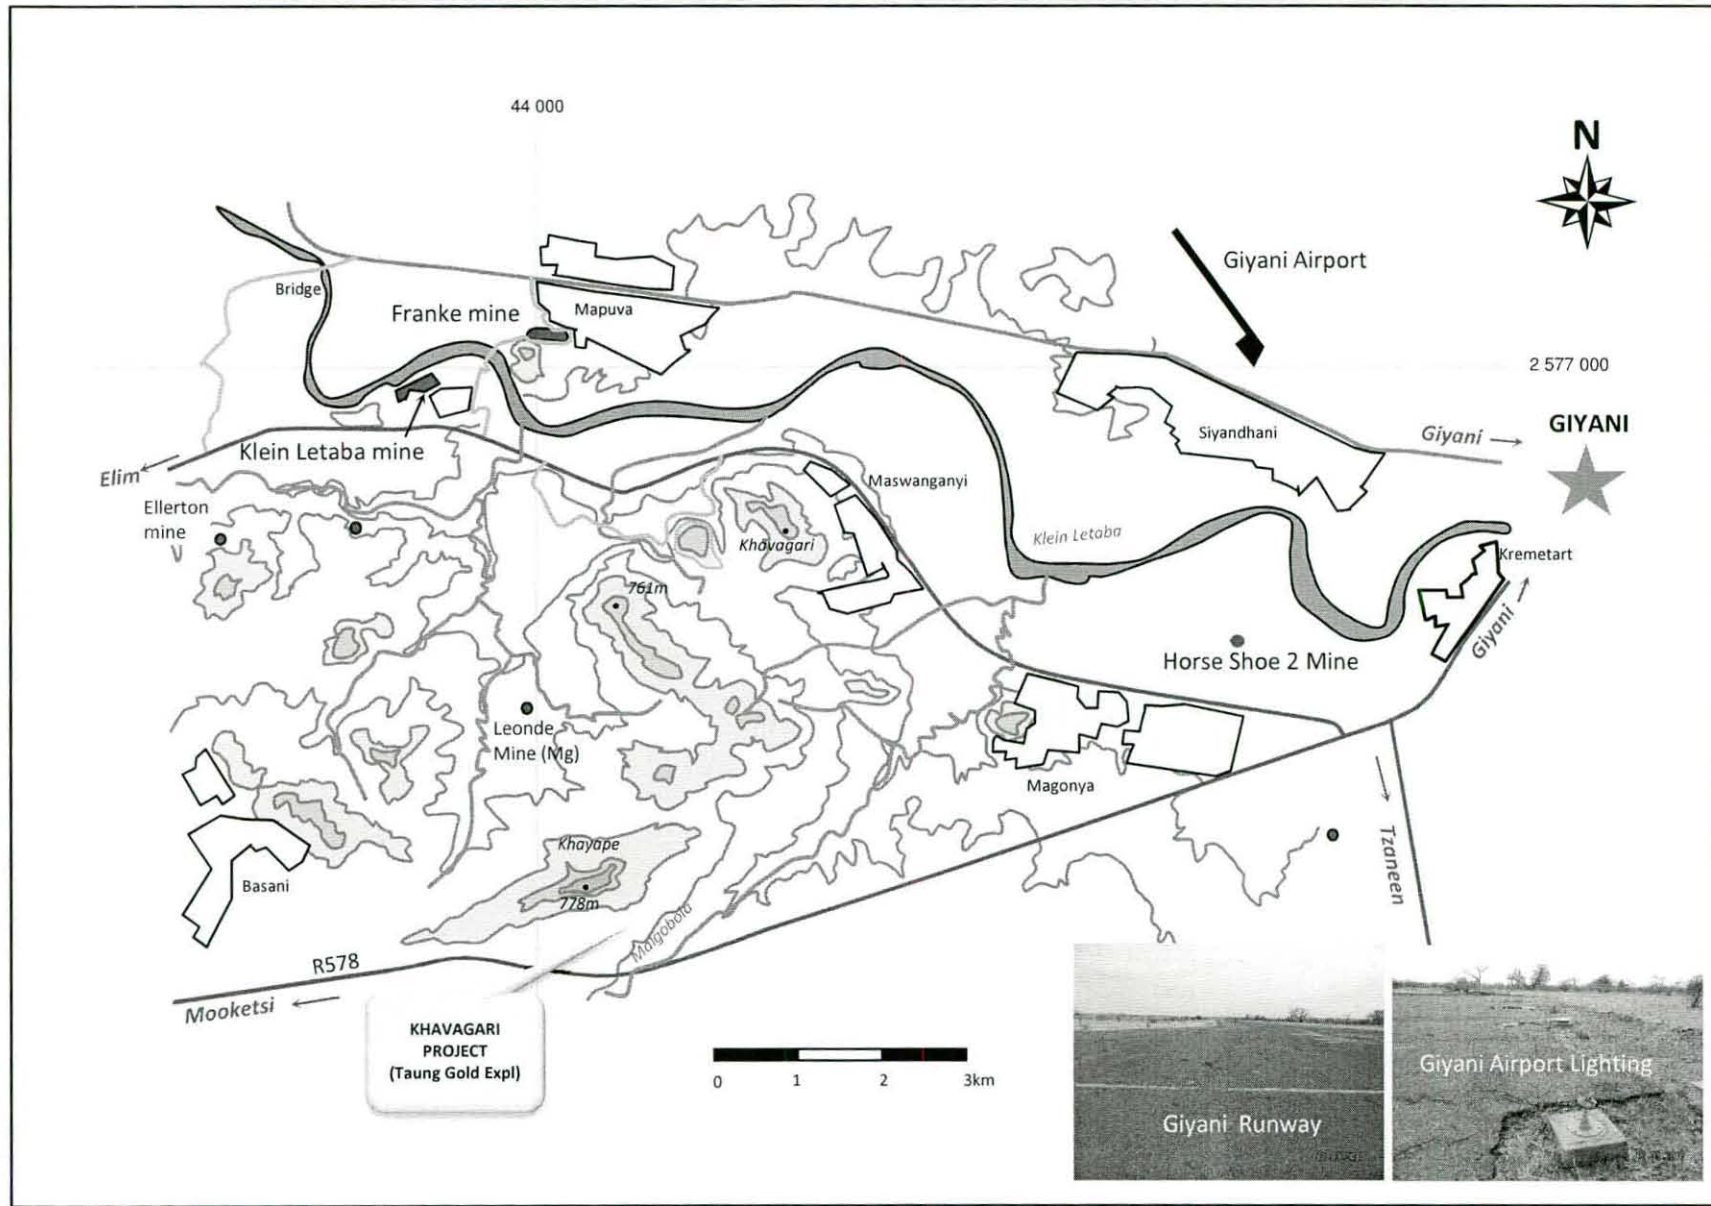 44 000
N
Giyani Airport
Bridge
Franke mine
Mapuva
2 577 000
GIYANI
Giyani
Siyandhani
Klein Letaba mine
Elim
Maswanganyi
Ellerton
mine
Khavagari
Klein Letaba
Kremetart
761m
Giyani
Horse Shoe 2 Mine
Leonde
Mine (Mg)
Magonya
Tzaneen
Khayape
778m
Basani
Malgobola
R578
Mooketsi
KHAVAGARI
PROJECT
(Taung Gold Expl)
0 1 2 3km
Giyani Runway
Giyani Airport Lighting